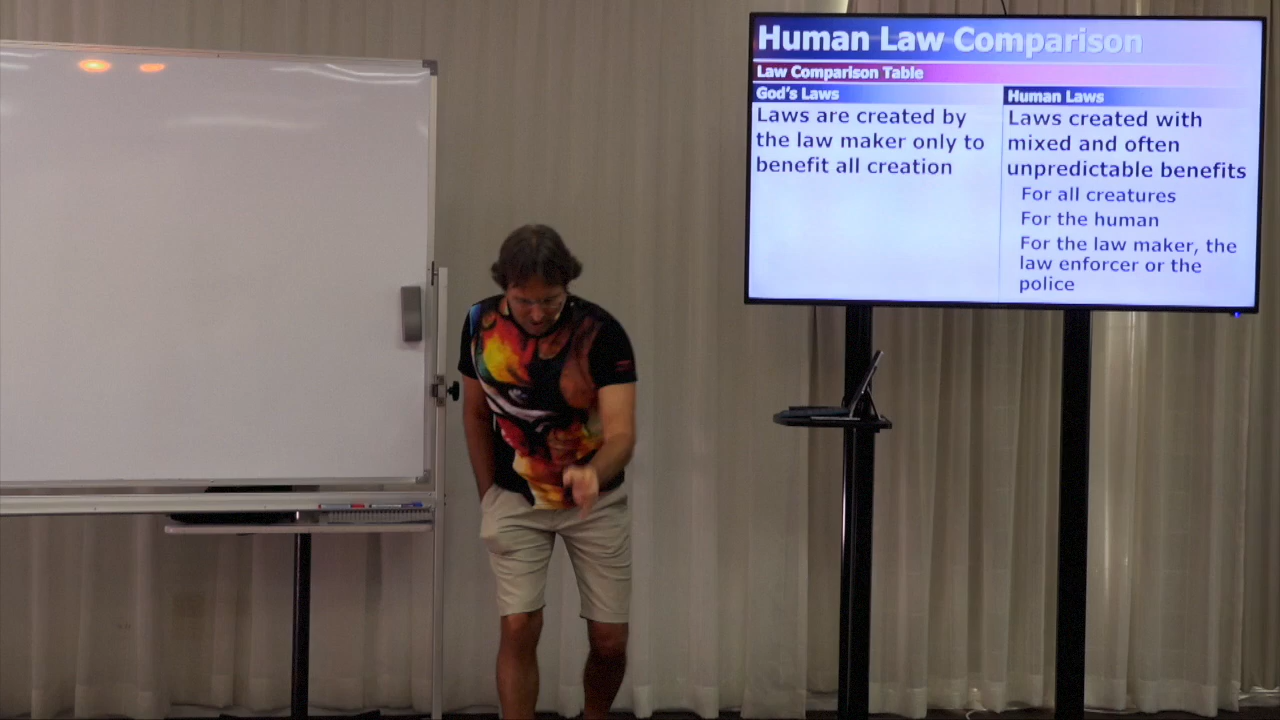 Human Law Comparison
Law Comparison Table
God's Laws
Laws are created by
the law maker only to
benefit all creation
Human Laws
Laws created with
mixed and often
unpredictable benefits
For all creatures
For the human
For the law maker, the
law enforcer or the
police